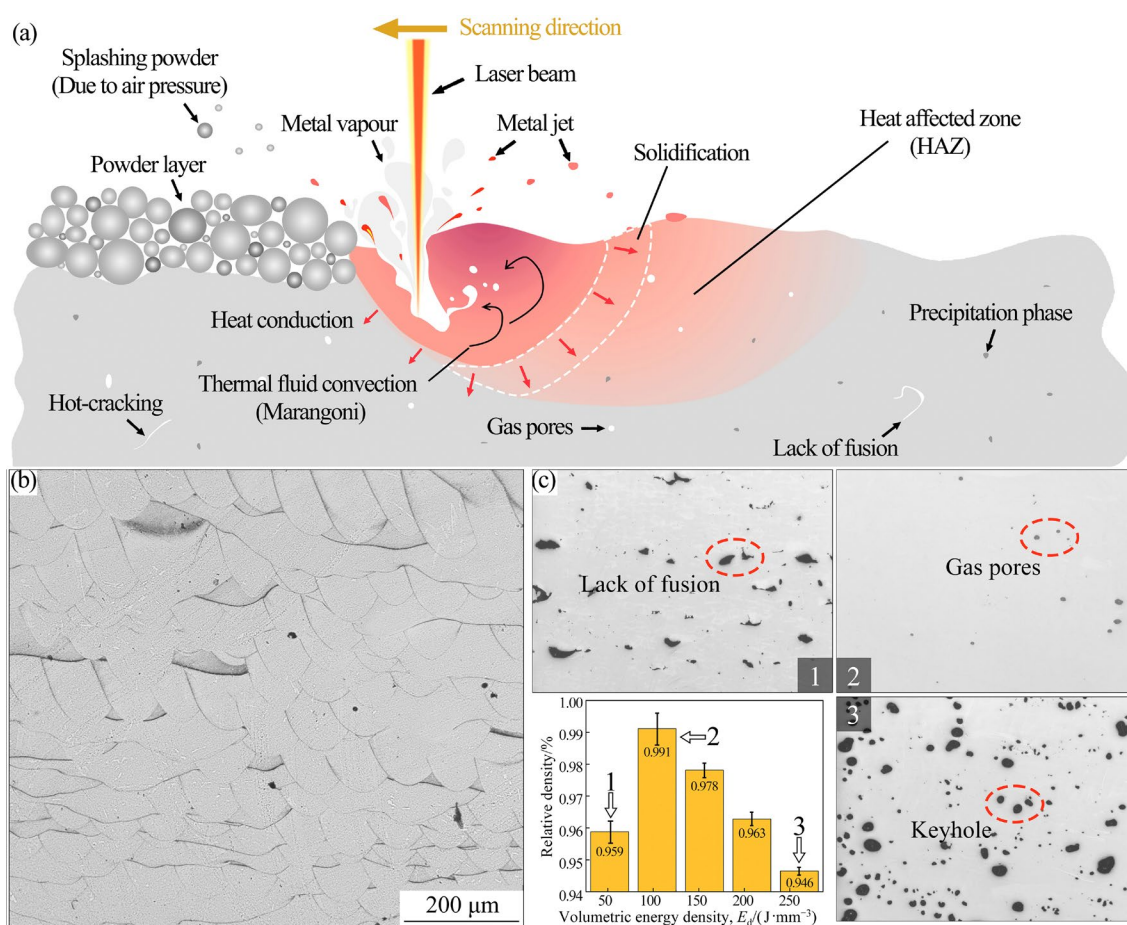 (a)
Scanning direction
Splashing powder
(Due to air pressure)
Laser beam
Metal vapour
Metal jet
Heat affected zone
(HAZ)
Solidification
Powder layer
Heat conduction
Precipitation phase
Thermal fluid convection
(Marangoni)
Hot-cracking
Gas pores
Lack of fusion
(b)
200 μm
(c)
Lack of fusion
1
Gas pores
2
Relative density/%
1.00
0.99
0.98
0.97
0.96
0.95
0.94
1
2
3
0.959
0.991
0.978
0.963
0.946
50
100
150
200
250
Volumetric energy density, Ed/(J·mm⁻³)
3
Keyhole